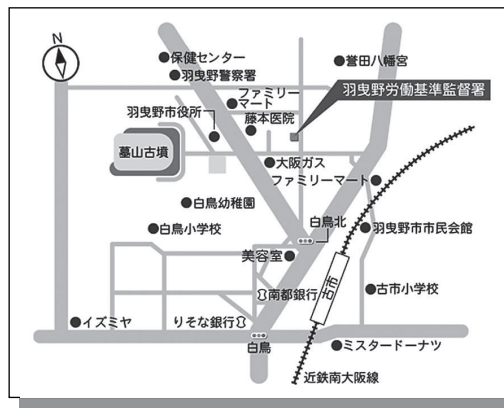 N
保健センター
羽曳野警察署
誉田八幡宮
ファミリー
マート
羽曳野労働基準監督署
羽曳野市役所
藤本医院
墓山古墳
大阪ガス
ファミリーマート
白鳥幼稚園
白鳥小学校
白鳥北
羽曳野市市民会館
美容室
古市
南都銀行
古市小学校
イズミヤ
りそな銀行
白鳥
ミスタードーナツ
近鉄南大阪線